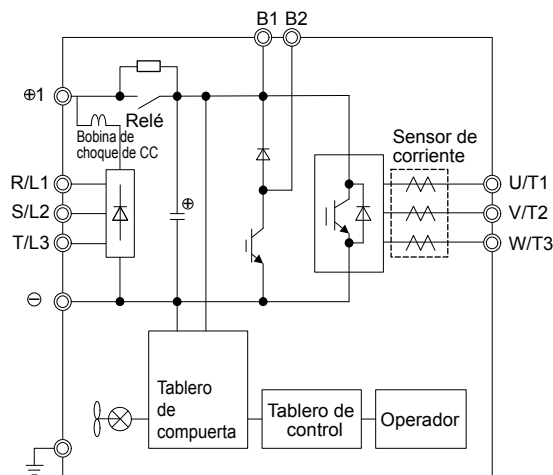 B1 B2
⊕1
Relé
Bobina de
choque de CC
Sensor de
corriente
R/L1
S/L2
T/L3
⊕
U/T1
V/T2
W/T3
⊖
Tablero
de
compuerta
Tablero de
control
Operador